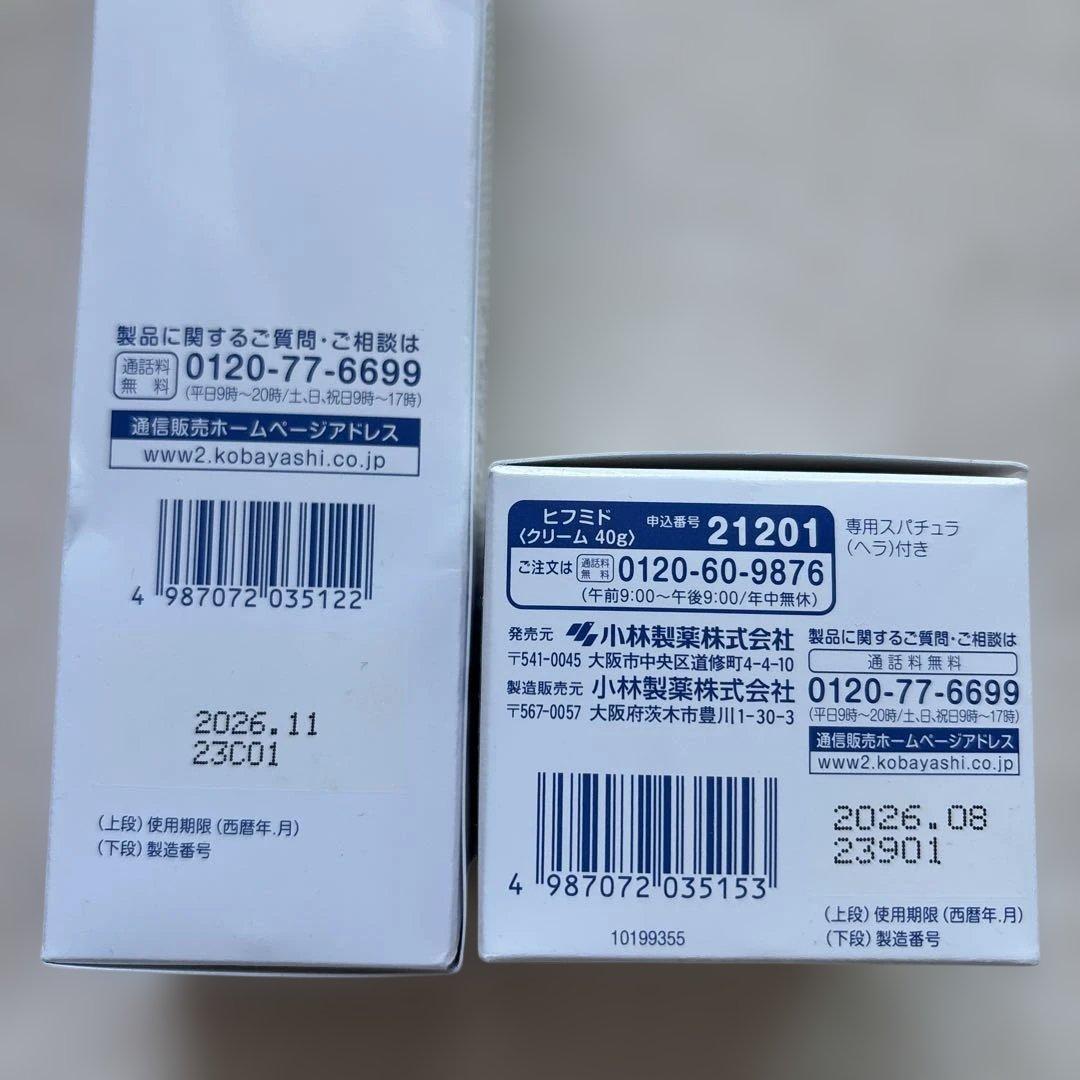 製品に関するご質問・ご相談は
通話料無料 0120-77-6699
(平日9時〜20時/土、日、祝日9時〜17時)
通信販売ホームページアドレス
www2.kobayashi.co.jp
4 987072 035122
2026.11
23C01
(上段)使用期限(西暦年.月)
(下段)製造番号
ヒフミド
〈クリーム 40g〉
申込番号 21201
ご注文は 通話料無料 0120-60-9876
(午前9:00〜午後9:00/年中無休)
専用スパチュラ
(ヘラ)付き
発売元 小林製薬株式会社
〒541-0045 大阪市中央区道修町4-4-10
製造販売元 小林製薬株式会社
〒567-0057 大阪府茨木市豊川1-30-3
製品に関するご質問・ご相談は
通話料無料
0120-77-6699
(平日9時〜20時/土、日、祝日9時〜17時)
通信販売ホームページアドレス
www2.kobayashi.co.jp
4 987072 035153
10199355
2026.08
23901
(上段)使用期限(西暦年.月)
(下段)製造番号